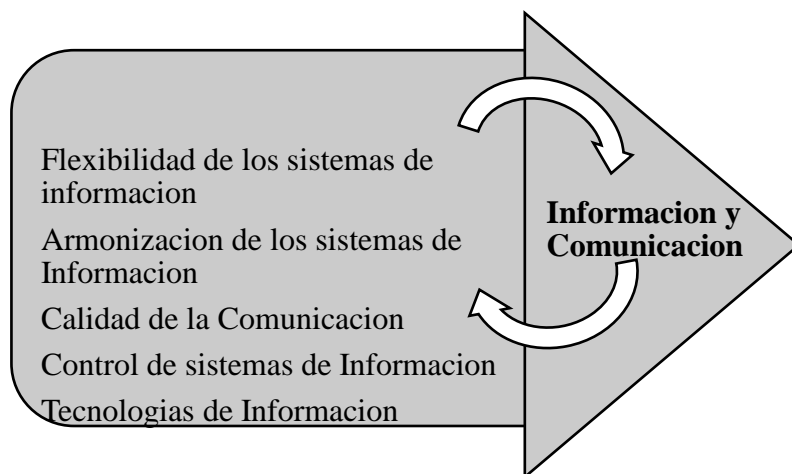 Flexibilidad de los sistemas de
informacion
Armonizacion de los sistemas de
Informacion
Calidad de la Comunicacion
Control de sistemas de Informacion
Tecnologias de Informacion
Informacion y
Comunicacion